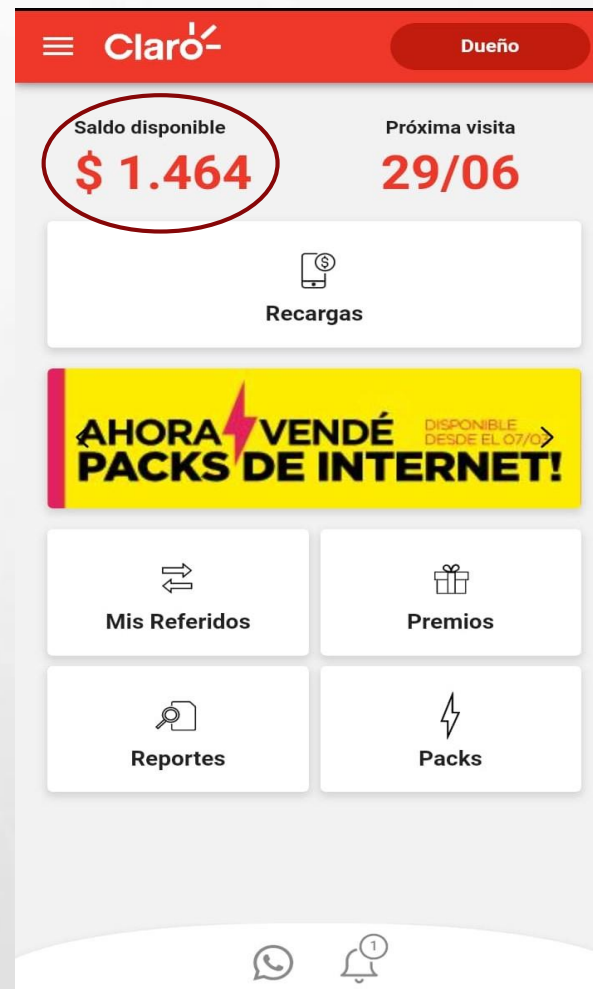 Claro
Dueño
Saldo disponible
$ 1.464
Próxima visita
29/06
Recargas
AHORA VENDÉ
PACKS DE INTERNET!
DISPONIBLE
DESDE EL 07/03
Mis Referidos
Premios
Reportes
Packs
1